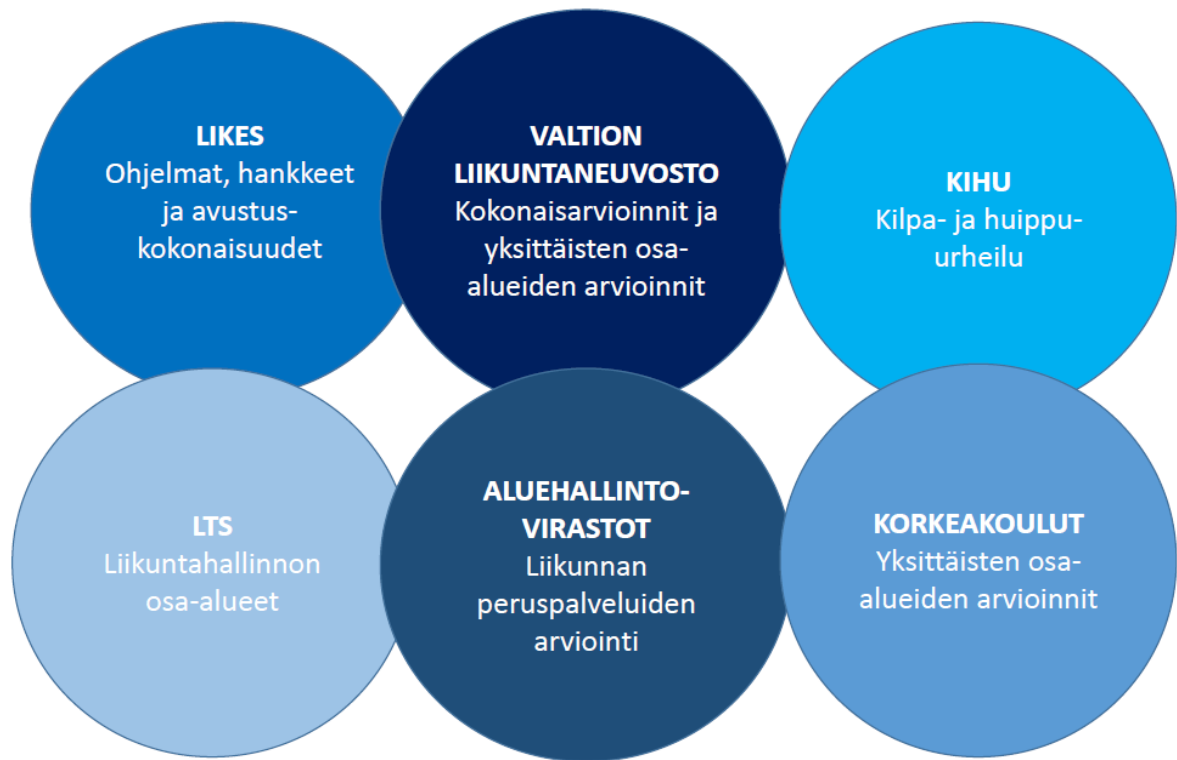 LIKES
Ohjelmat, hankkeet
ja avustus-
kokonaisuudet
VALTION
LIIKUNTANEUVOSTO
Kokonaisarvioinnit ja
yksittäisten osa-
alueiden arvioinnit
KIHU
Kilpa- ja huippu-
urheilu
LTS
Liikuntahallinnon
osa-alueet
ALUEHALLINTO-
VIRASTOT
Liikunnan
peruspalveluiden
arviointi
KORKEAKOULUT
Yksittäisten osa-
alueiden arvioinnit